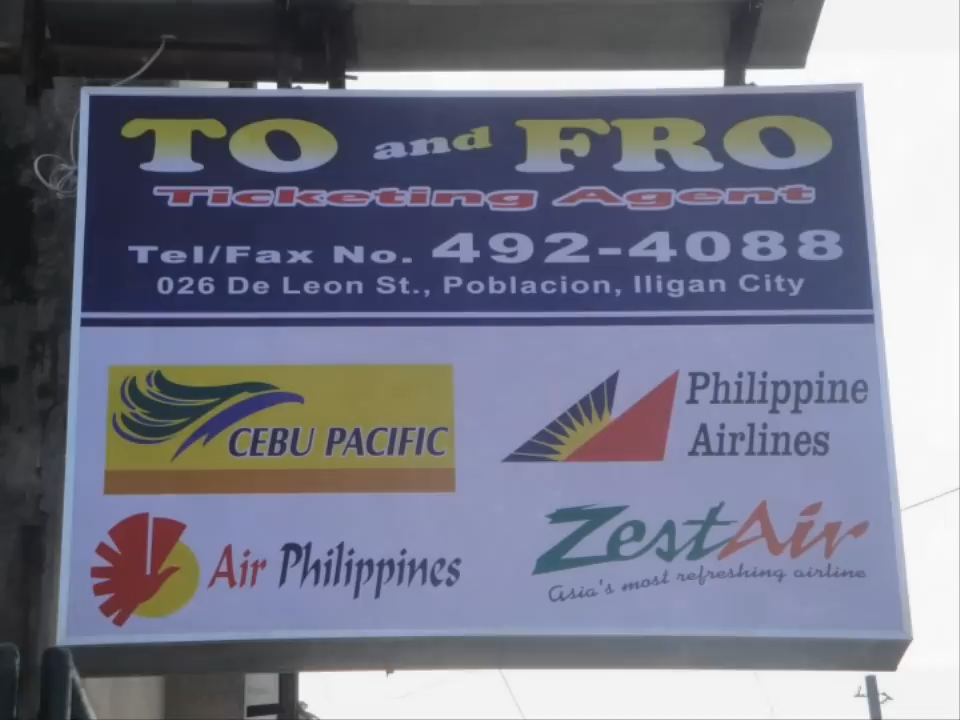 TO and FRO
Ticketing Agent
Tel/Fax No. 492-4088
026 De Leon St., Poblacion, Iligan City
CEBU PACIFIC
Philippine
Airlines
Air Philippines
ZestAir
Asia's most refreshing airline